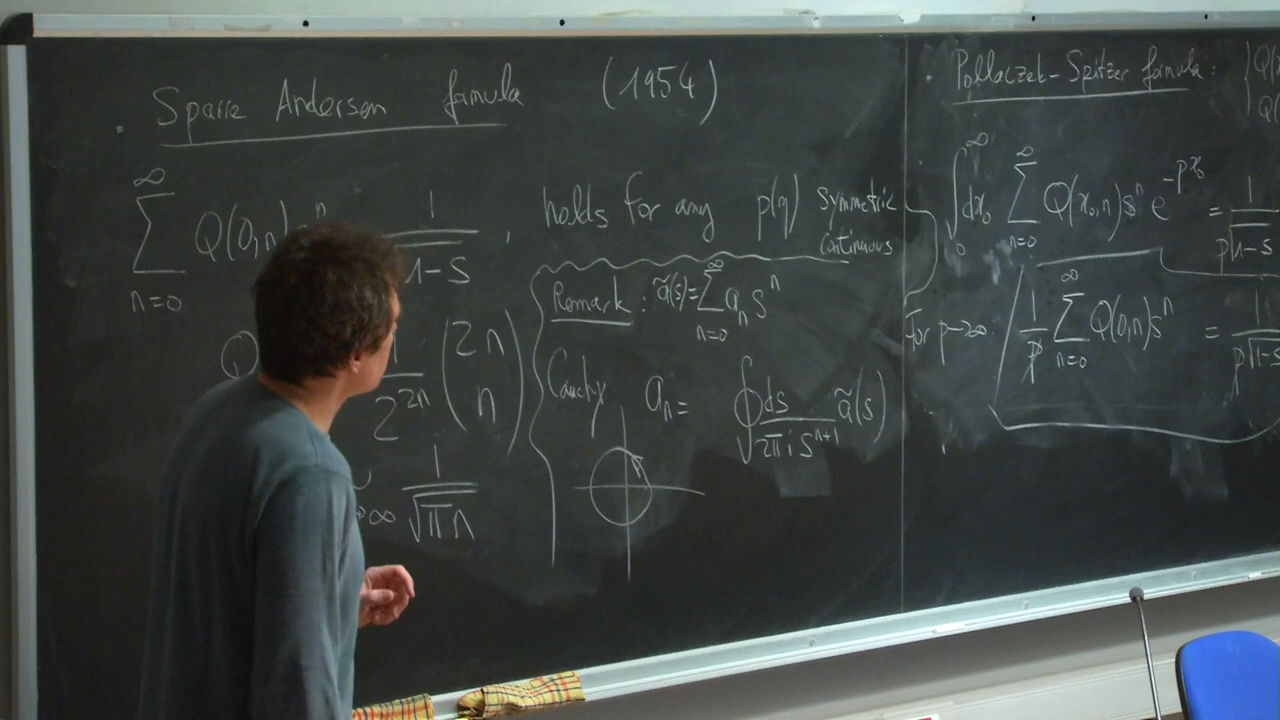 . Sparre Andersen formula (1954)
∞
∑ Q(0,n) n 1/√1-s , holds for any p(η) symmetric
n=0
continuous
Remark : ã(s)=∑_{n=0}^{∞} a_n s^n
Q 1/2^{2n} (2n n)
Cauchy: a_n = ∮ ds/(2πi s^{n+1}) ã(s)
∞ 1/√πn
. Pollaczek-Spitzer formula : { Q(
Q(
∫_0^∞ dx_0 ∑_{n=0}^{∞} Q(x_0,n) s^n e^{-px_0} = 1/(p√1-s
For p→∞: 1/p ∑_{n=0}^{∞} Q(0,n) s^n = 1/(p√1-s